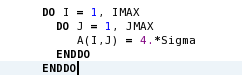 DO I = 1, IMAX
DO J = 1, JMAX
A(I,J) = 4.*Sigma
ENDDO
ENDDO